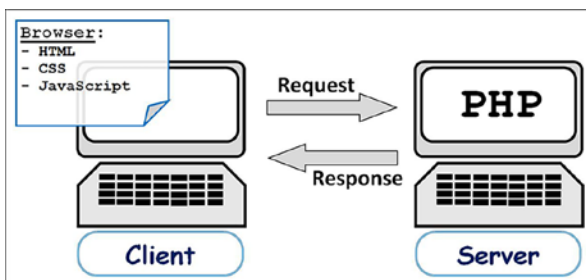 Browser:
- HTML
- CSS
- JavaScript
Request
PHP
Response
Client
Server